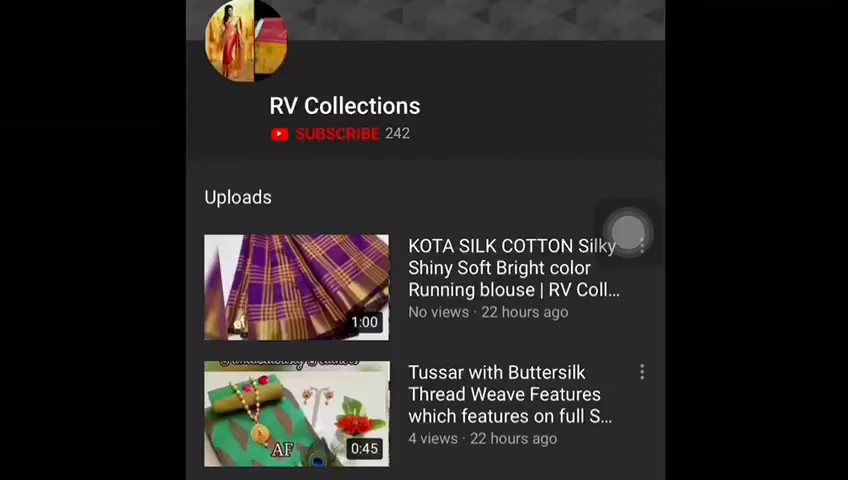 RV Collections
SUBSCRIBE 242
Uploads
KOTA SILK COTTON Silky
Shiny Soft Bright color
Running blouse | RV Coll...
No views · 22 hours ago
1:00
Tussar with Buttersilk
Thread Weave Features
which features on full S...
4 views · 22 hours ago
AF
0:45